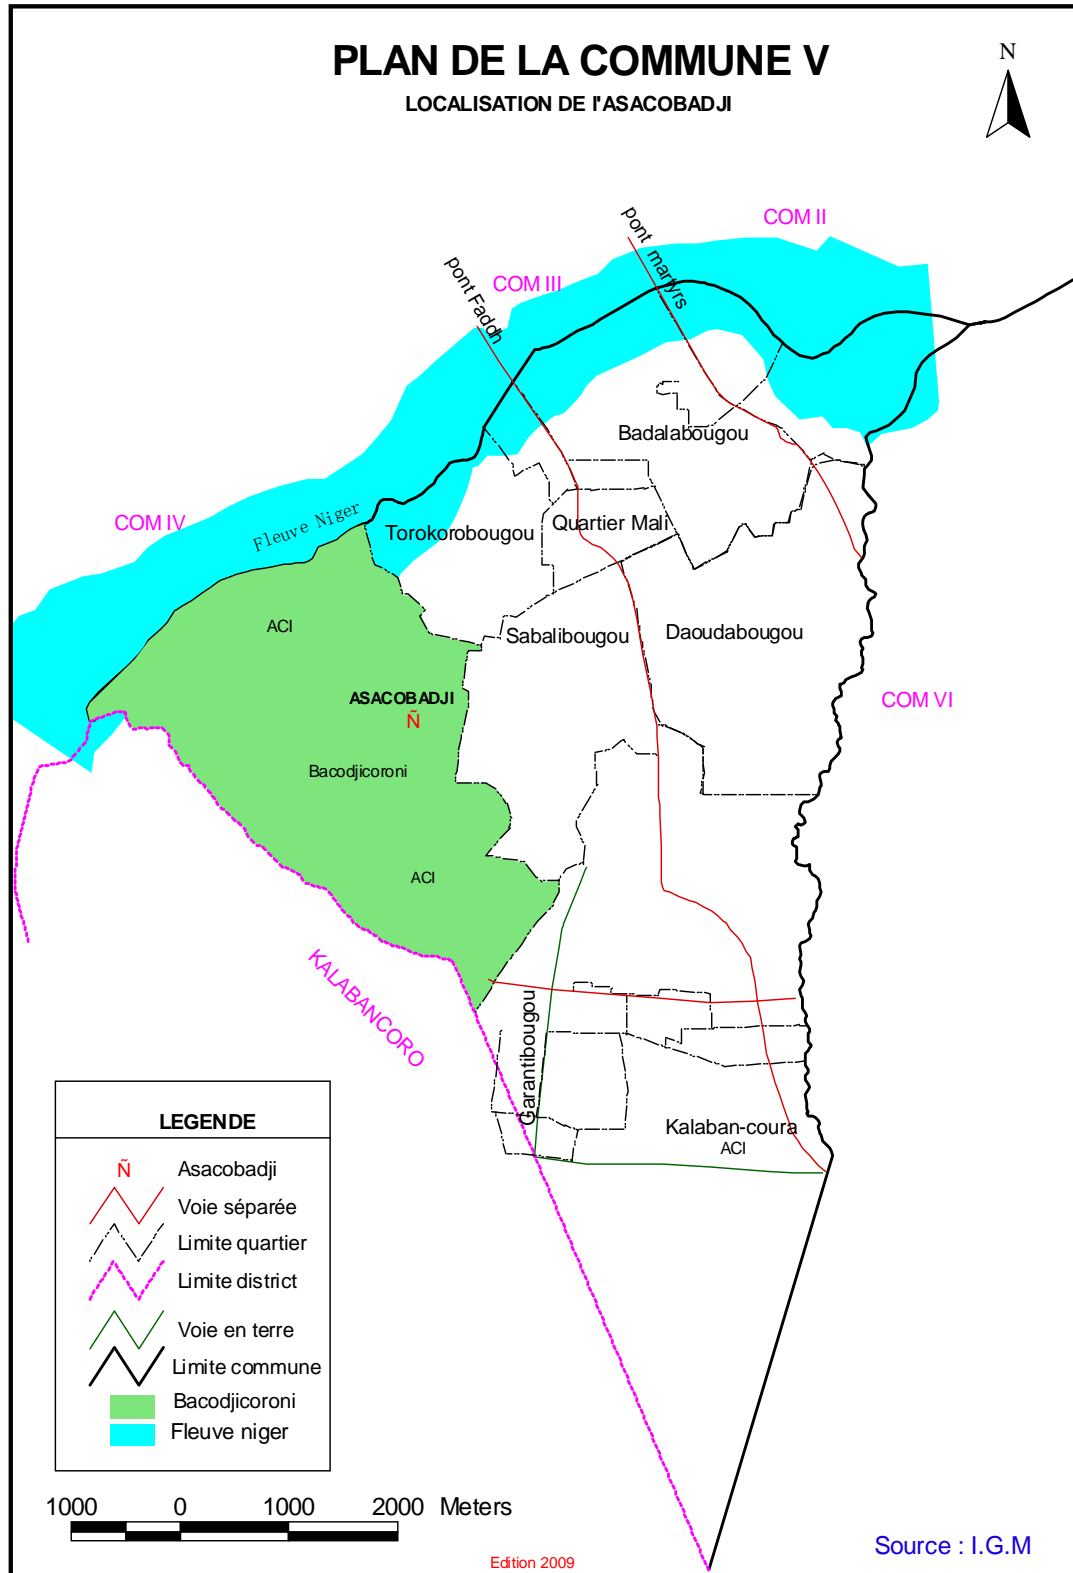 PLAN DE LA COMMUNE V
LOCALISATION DE l'ASACOBADJI
N
COM II
pont martyrs
COM III
pont Faddh
Badalabougou
COM IV
Fleuve Niger
Torokorobougou
Quartier Mali
ACI
Sabalibougou
Daoudabougou
ASACOBADJI
Ñ
COM VI
Bacodjicoroni
ACI
KALABANCORO
Garantibougou
Kalaban-coura
ACI
LEGENDE
Ñ Asacobadji
Voie séparée
Limite quartier
Limite district
Voie en terre
Limite commune
Bacodjicoroni
Fleuve niger
1000 0 1000 2000 Meters
Edition 2009
Source : I.G.M